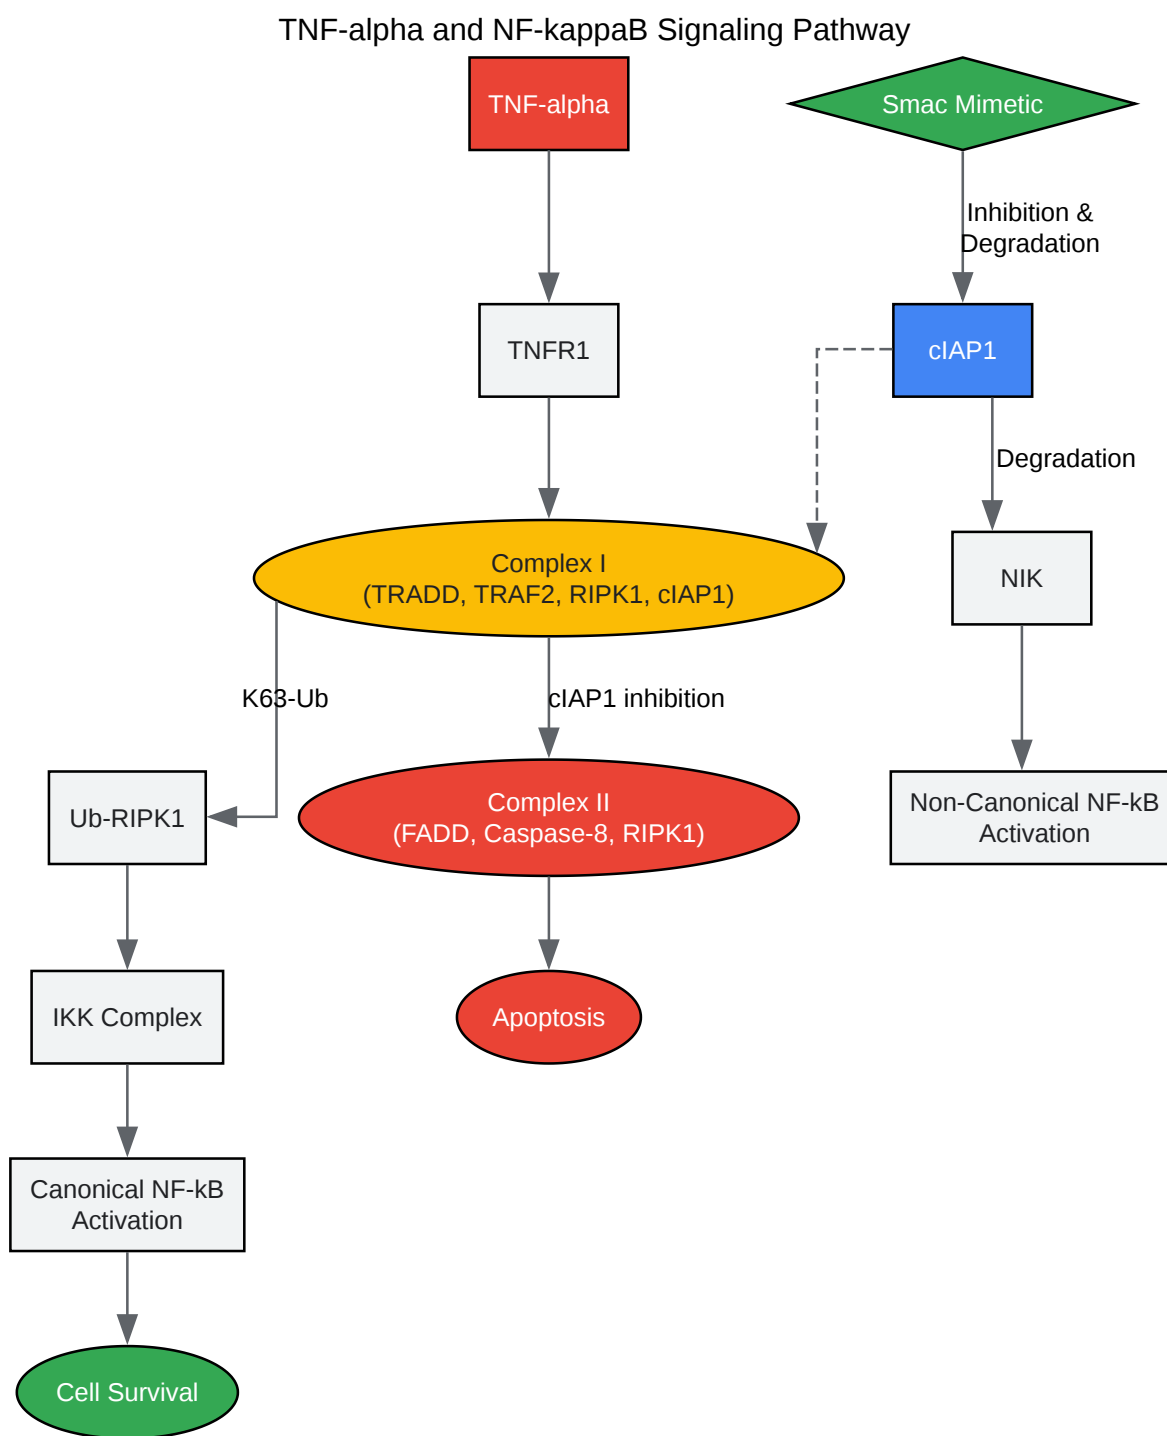 TNF-alpha and NF-kappaB Signaling Pathway
TNF-alpha
Smac Mimetic
Inhibition &
Degradation
TNFR1
cIAP1
Degradation
Complex I
(TRADD, TRAF2, RIPK1, cIAP1)
NIK
K63-Ub
cIAP1 inhibition
Ub-RIPK1
Complex II
(FADD, Caspase-8, RIPK1)
Non-Canonical NF-kB
Activation
IKK Complex
Apoptosis
Canonical NF-kB
Activation
Cell Survival